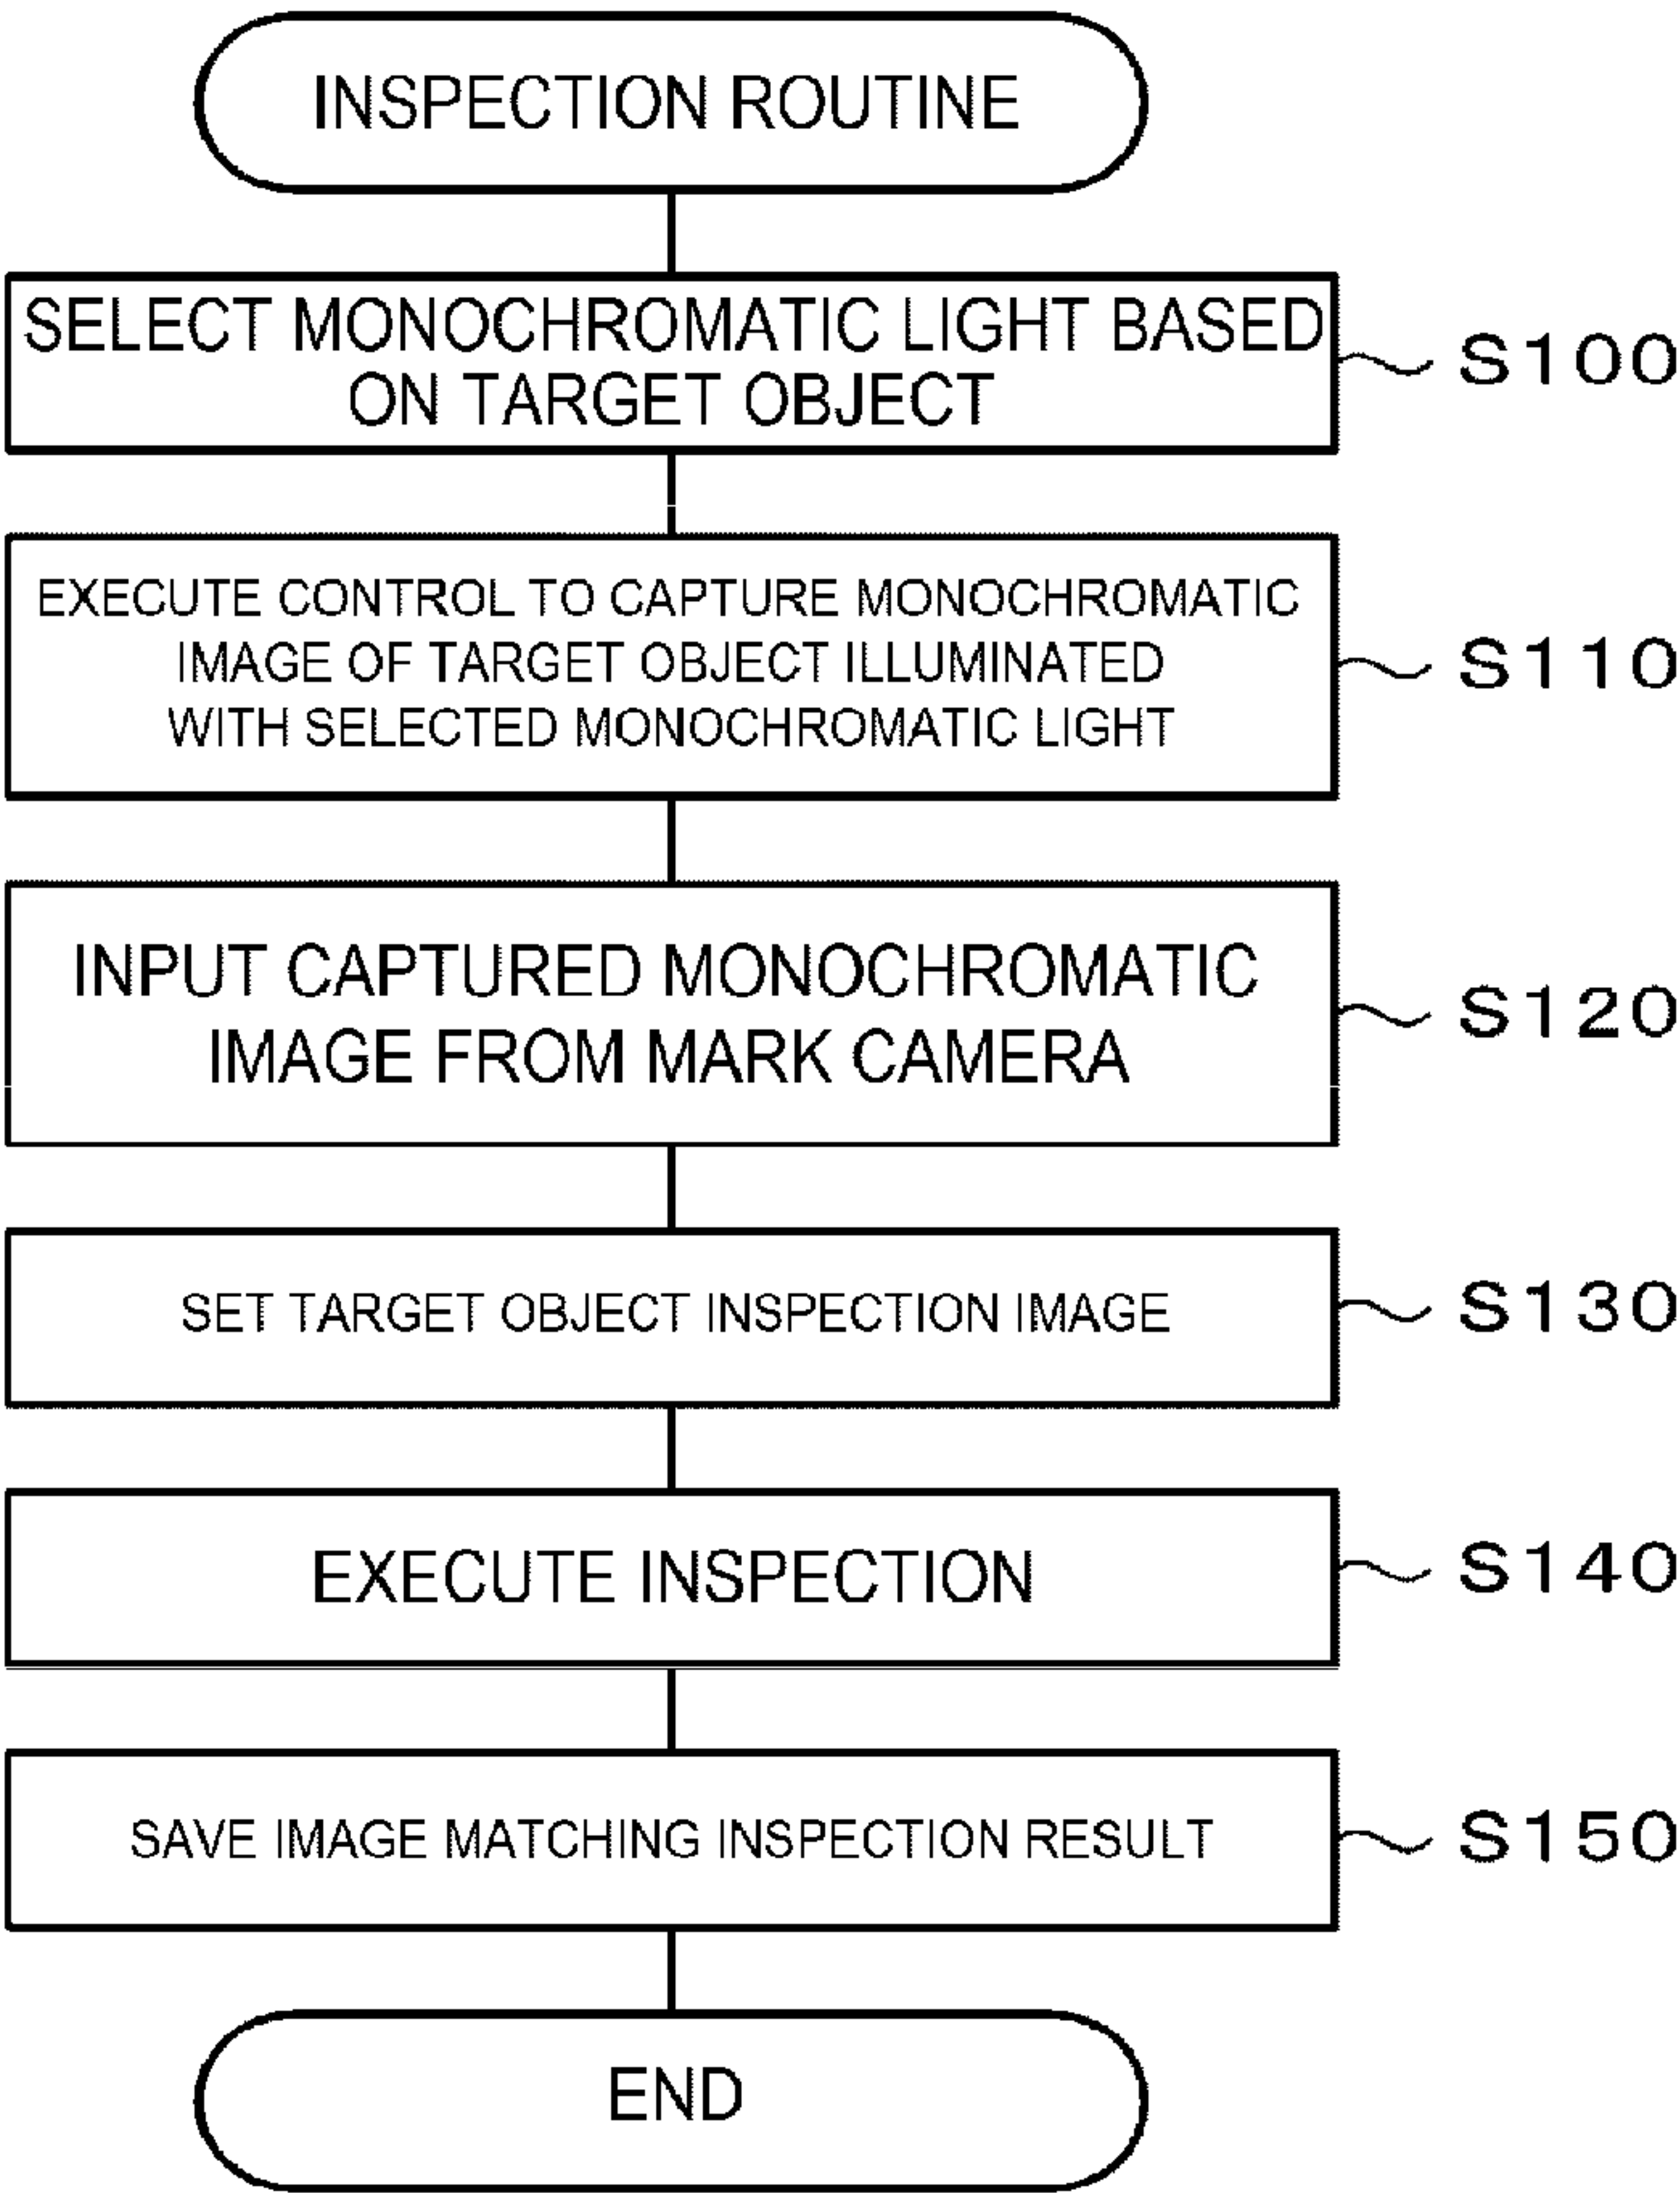 INSPECTION ROUTINE
SELECT MONOCHROMATIC LIGHT BASED
ON TARGET OBJECT
S100
EXECUTE CONTROL TO CAPTURE MONOCHROMATIC
IMAGE OF TARGET OBJECT ILLUMINATED
WITH SELECTED MONOCHROMATIC LIGHT
S110
INPUT CAPTURED MONOCHROMATIC
IMAGE FROM MARK CAMERA
S120
SET TARGET OBJECT INSPECTION IMAGE
S130
EXECUTE INSPECTION
S140
SAVE IMAGE MATCHING INSPECTION RESULT
S150
END